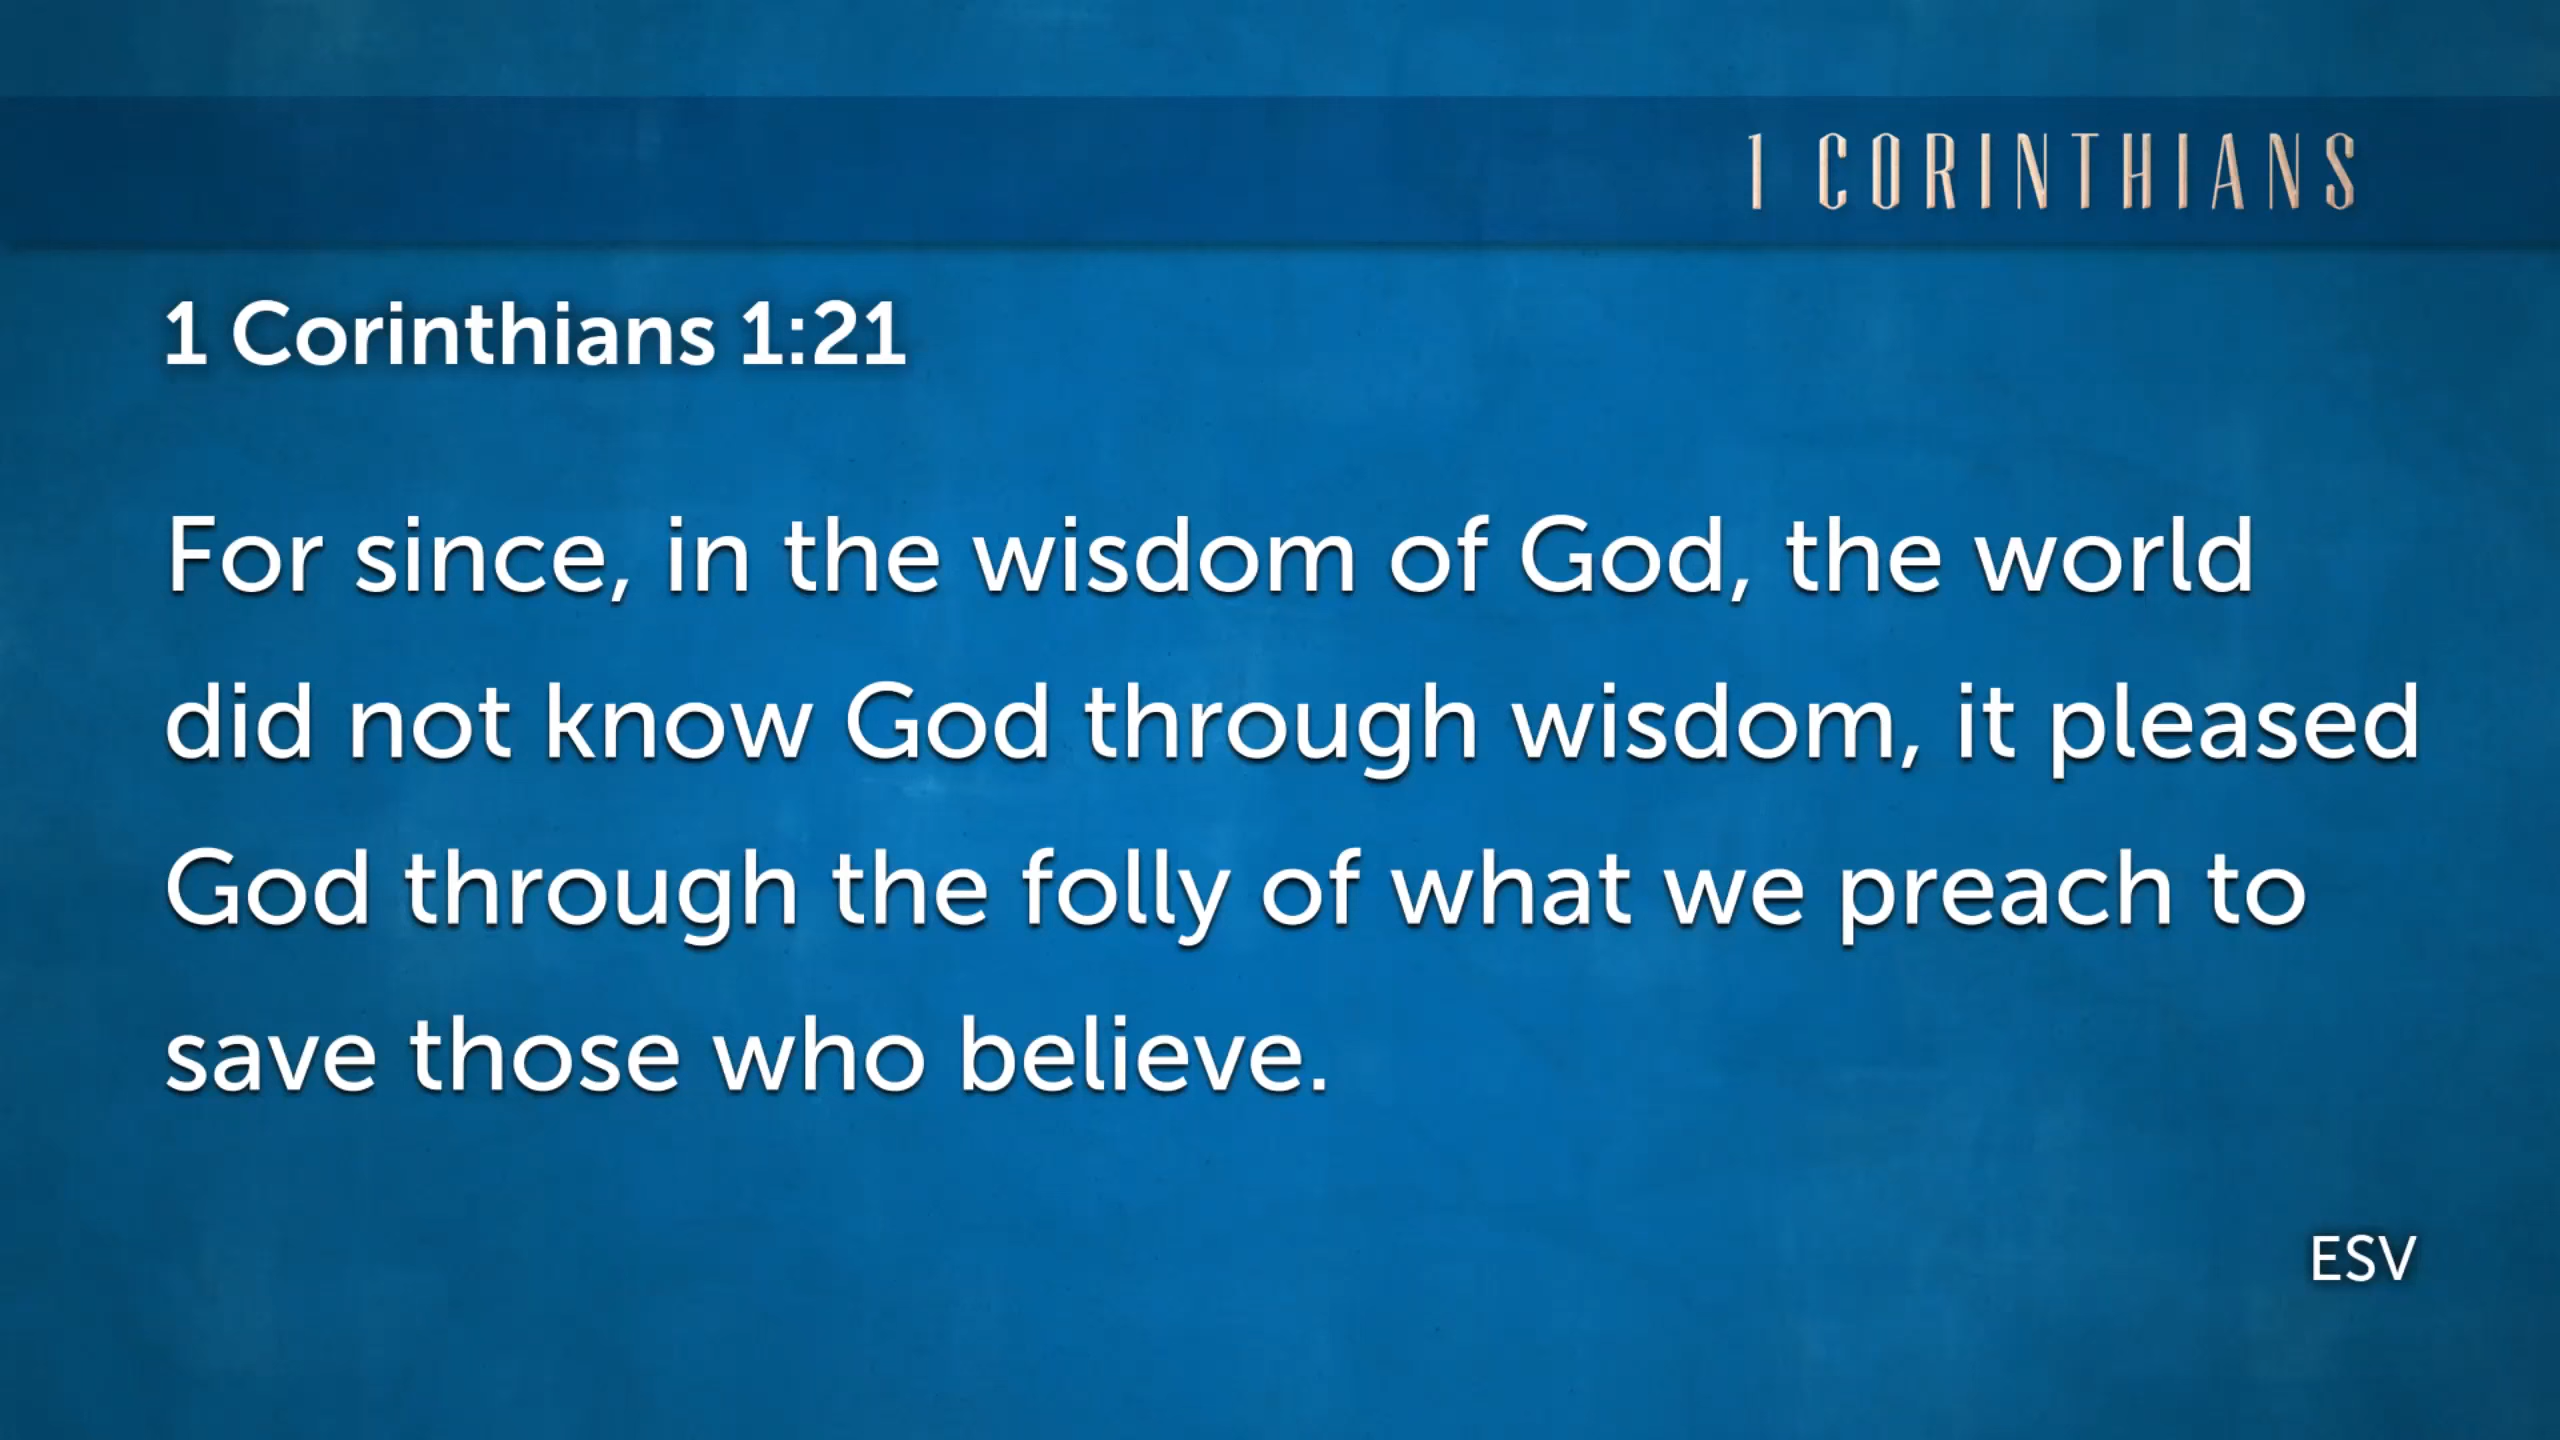 1 CORINTHIANS
1 Corinthians 1:21
For since, in the wisdom of God, the world
did not know God through wisdom, it pleased
God through the folly of what we preach to
save those who believe.
ESV